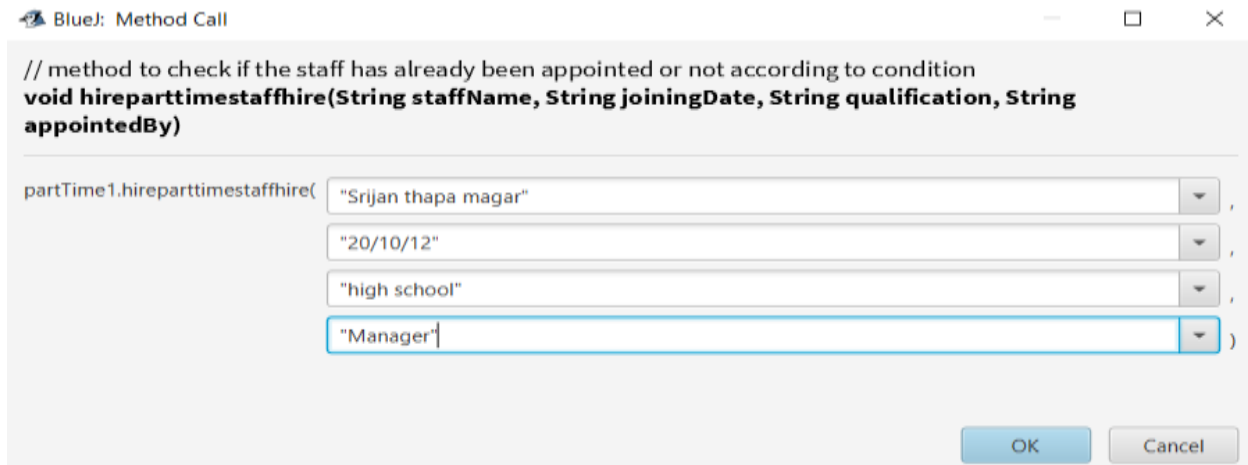 BlueJ: Method Call
// method to check if the staff has already been appointed or not according to condition
void hireparttimestaffhire(String staffName, String joiningDate, String qualification, String
appointedBy)
partTime1.hireparttimestaffhire( "Srijan thapa magar" ,
"20/10/12" ,
"high school" ,
"Manager" )
OK Cancel